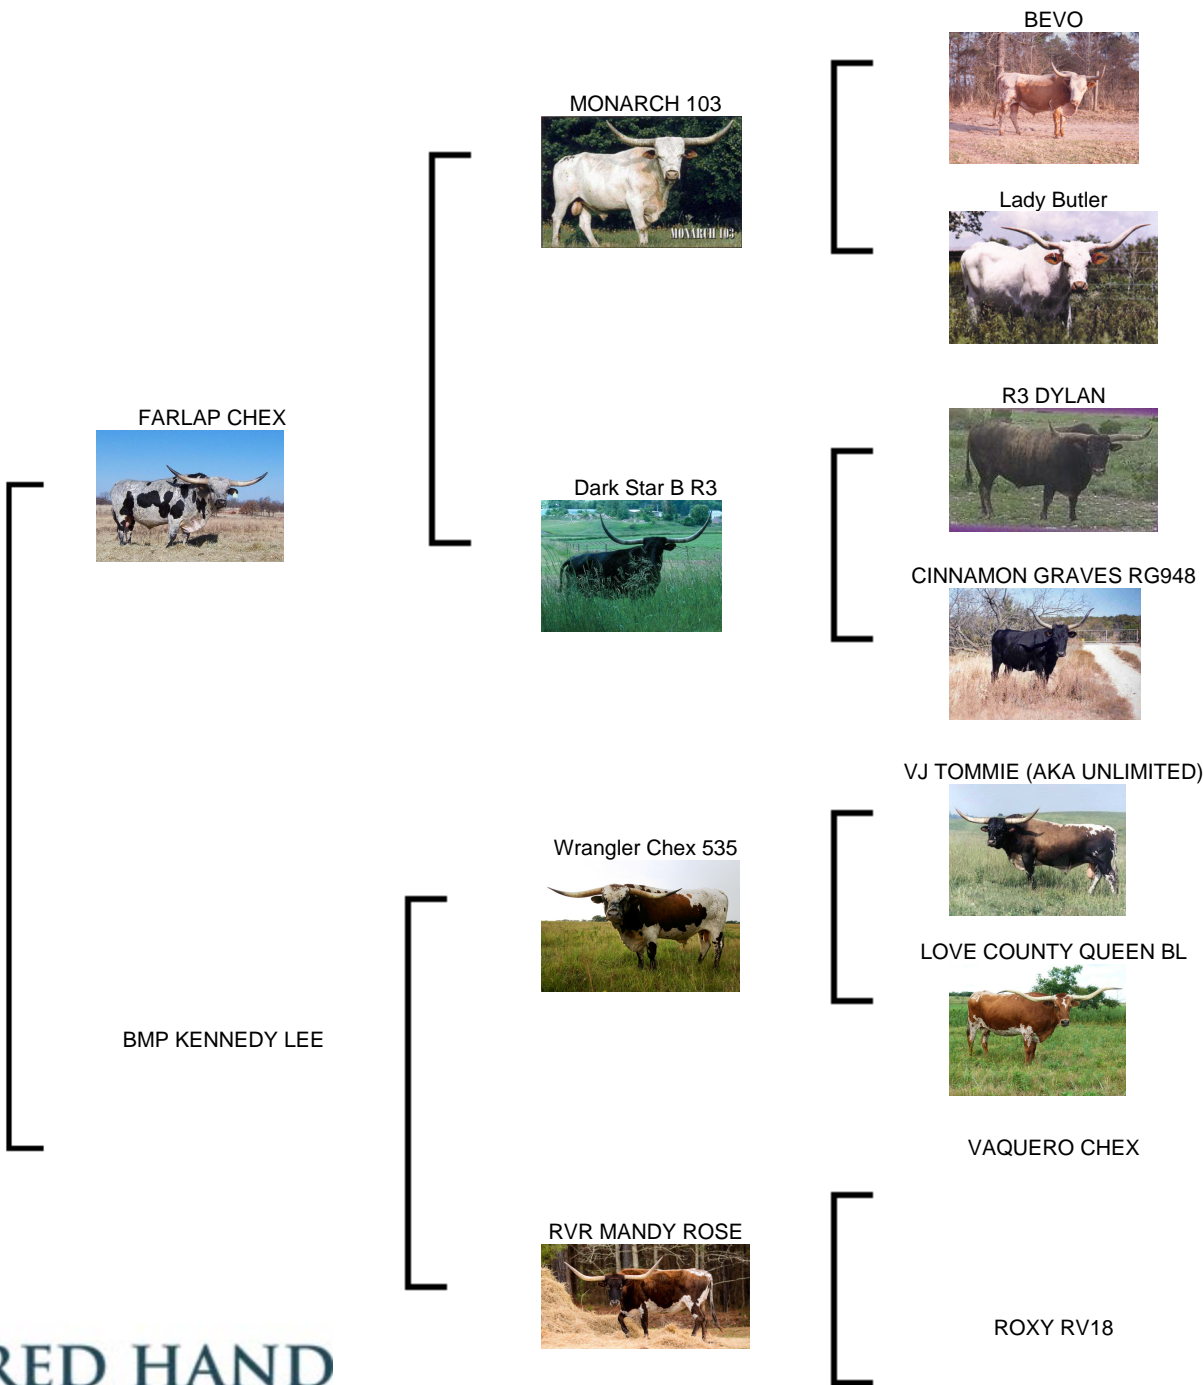 BEVO
MONARCH 103
MONARCH 103
Lady Butler
FARLAP CHEX
R3 DYLAN
Dark Star B R3
CINNAMON GRAVES RG948
VJ TOMMIE (AKA UNLIMITED)
Wrangler Chex 535
LOVE COUNTY QUEEN BL
BMP KENNEDY LEE
VAQUERO CHEX
RVR MANDY ROSE
ROXY RV18
RED HAND